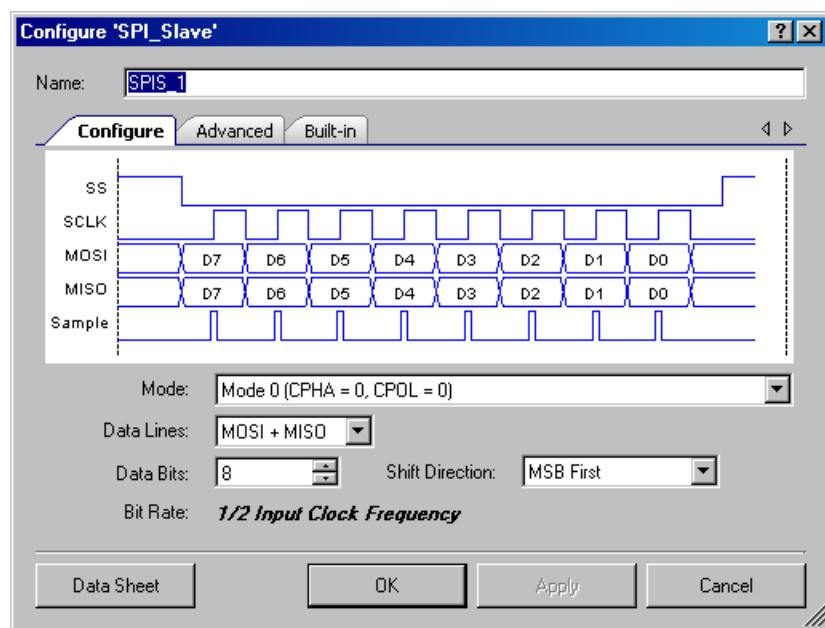 Configure 'SPI_Slave'
Name: SPIS_1
Configure Advanced Built-in
SS
SCLK
MOSI D7 D6 D5 D4 D3 D2 D1 D0
MISO D7 D6 D5 D4 D3 D2 D1 D0
Sample
Mode: Mode 0 (CPHA = 0, CPOL = 0)
Data Lines: MOSI + MISO
Data Bits: 8 Shift Direction: MSB First
Bit Rate: 1/2 Input Clock Frequency
Data Sheet OK Apply Cancel